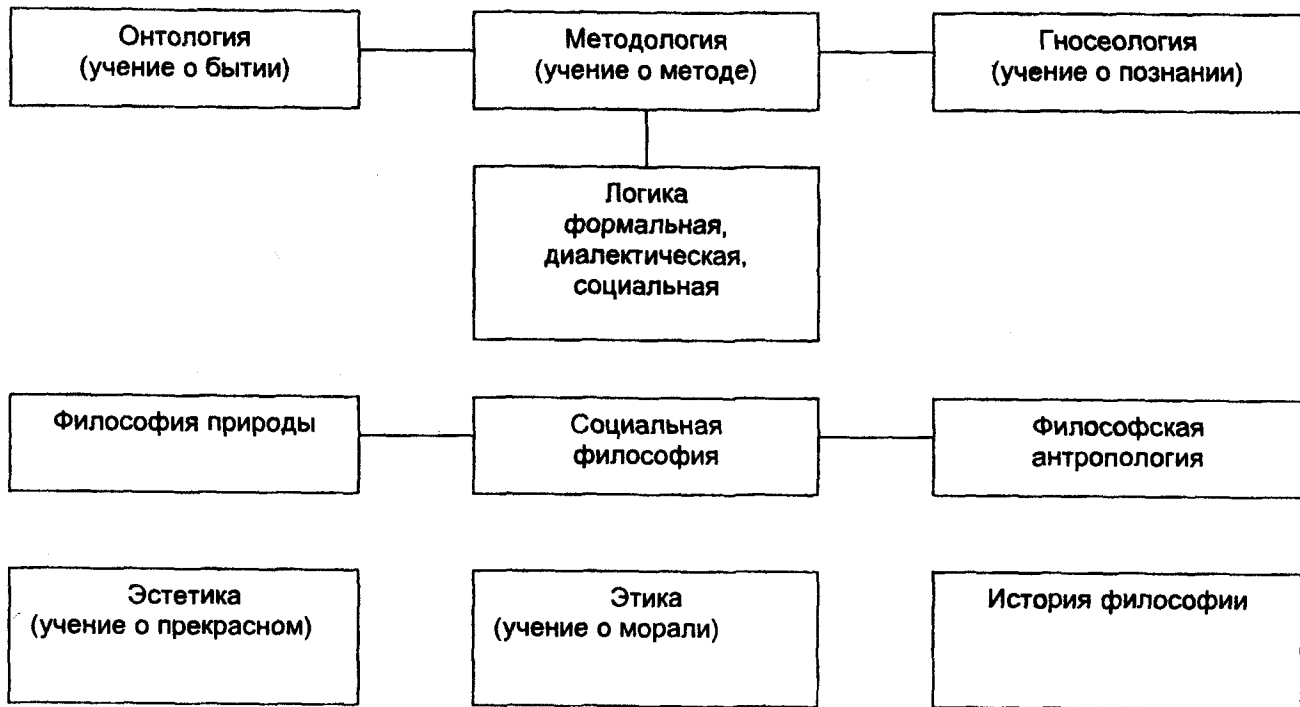 Онтология
(учение о бытии)
Методология
(учение о методе)
Гносеология
(учение о познании)
Логика
формальная,
диалектическая,
социальная
Философия природы
Социальная
философия
Философская
антропология
Эстетика
(учение о прекрасном)
Этика
(учение о морали)
История философии